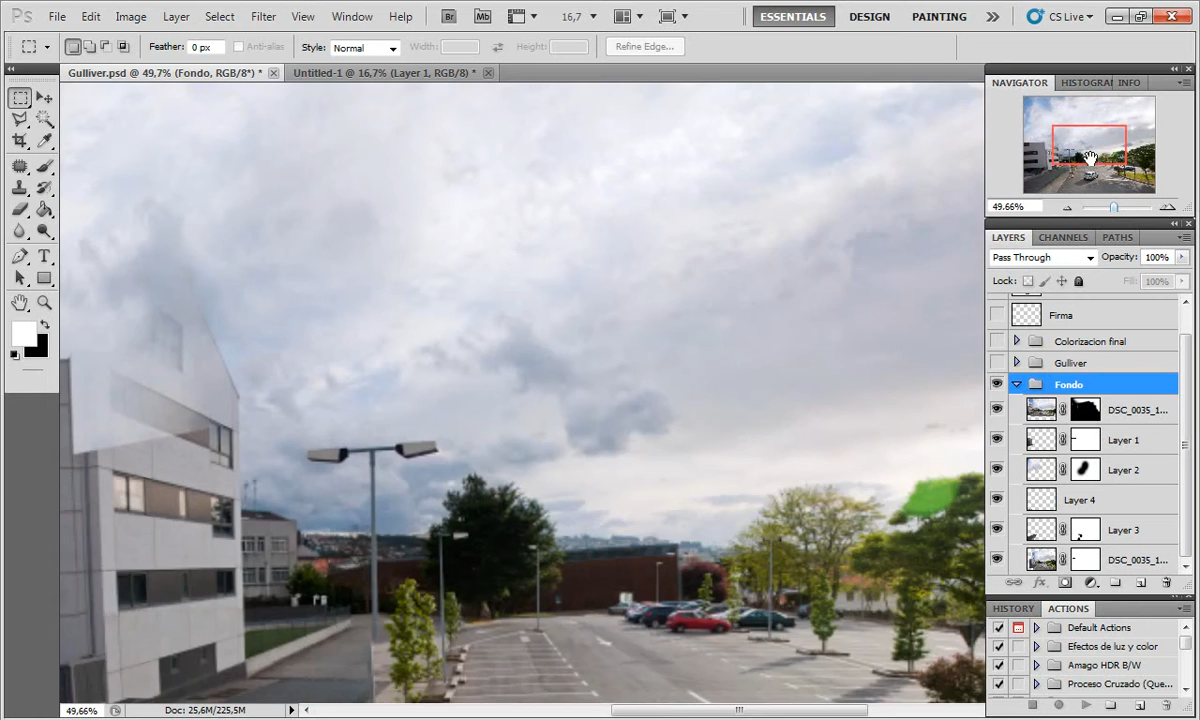 Ps File Edit Image Layer Select Filter View Window Help Br Mb 16,7 ESSENTIALS DESIGN PAINTING CS Live
Feather: 0 px Anti-alias Style: Normal Width: Height: Refine Edge...
Gulliver.psd @ 49,7% (Fondo, RGB/8*) * Untitled-1 @ 16,7% (Layer 1, RGB/8) *
NAVIGATOR HISTOGRAM INFO
49.66%
LAYERS CHANNELS PATHS
Pass Through Opacity: 100%
Lock: Fill: 100%
Firma
Colorizacion final
Gulliver
Fondo
DSC_0035_1...
Layer 1
Layer 2
Layer 4
Layer 3
DSC_0035_1...
HISTORY ACTIONS
Default Actions
Efectos de luz y color
Amago HDR B/W
Proceso Cruzado (Que...
49,66% Doc: 25,6M/225,5M